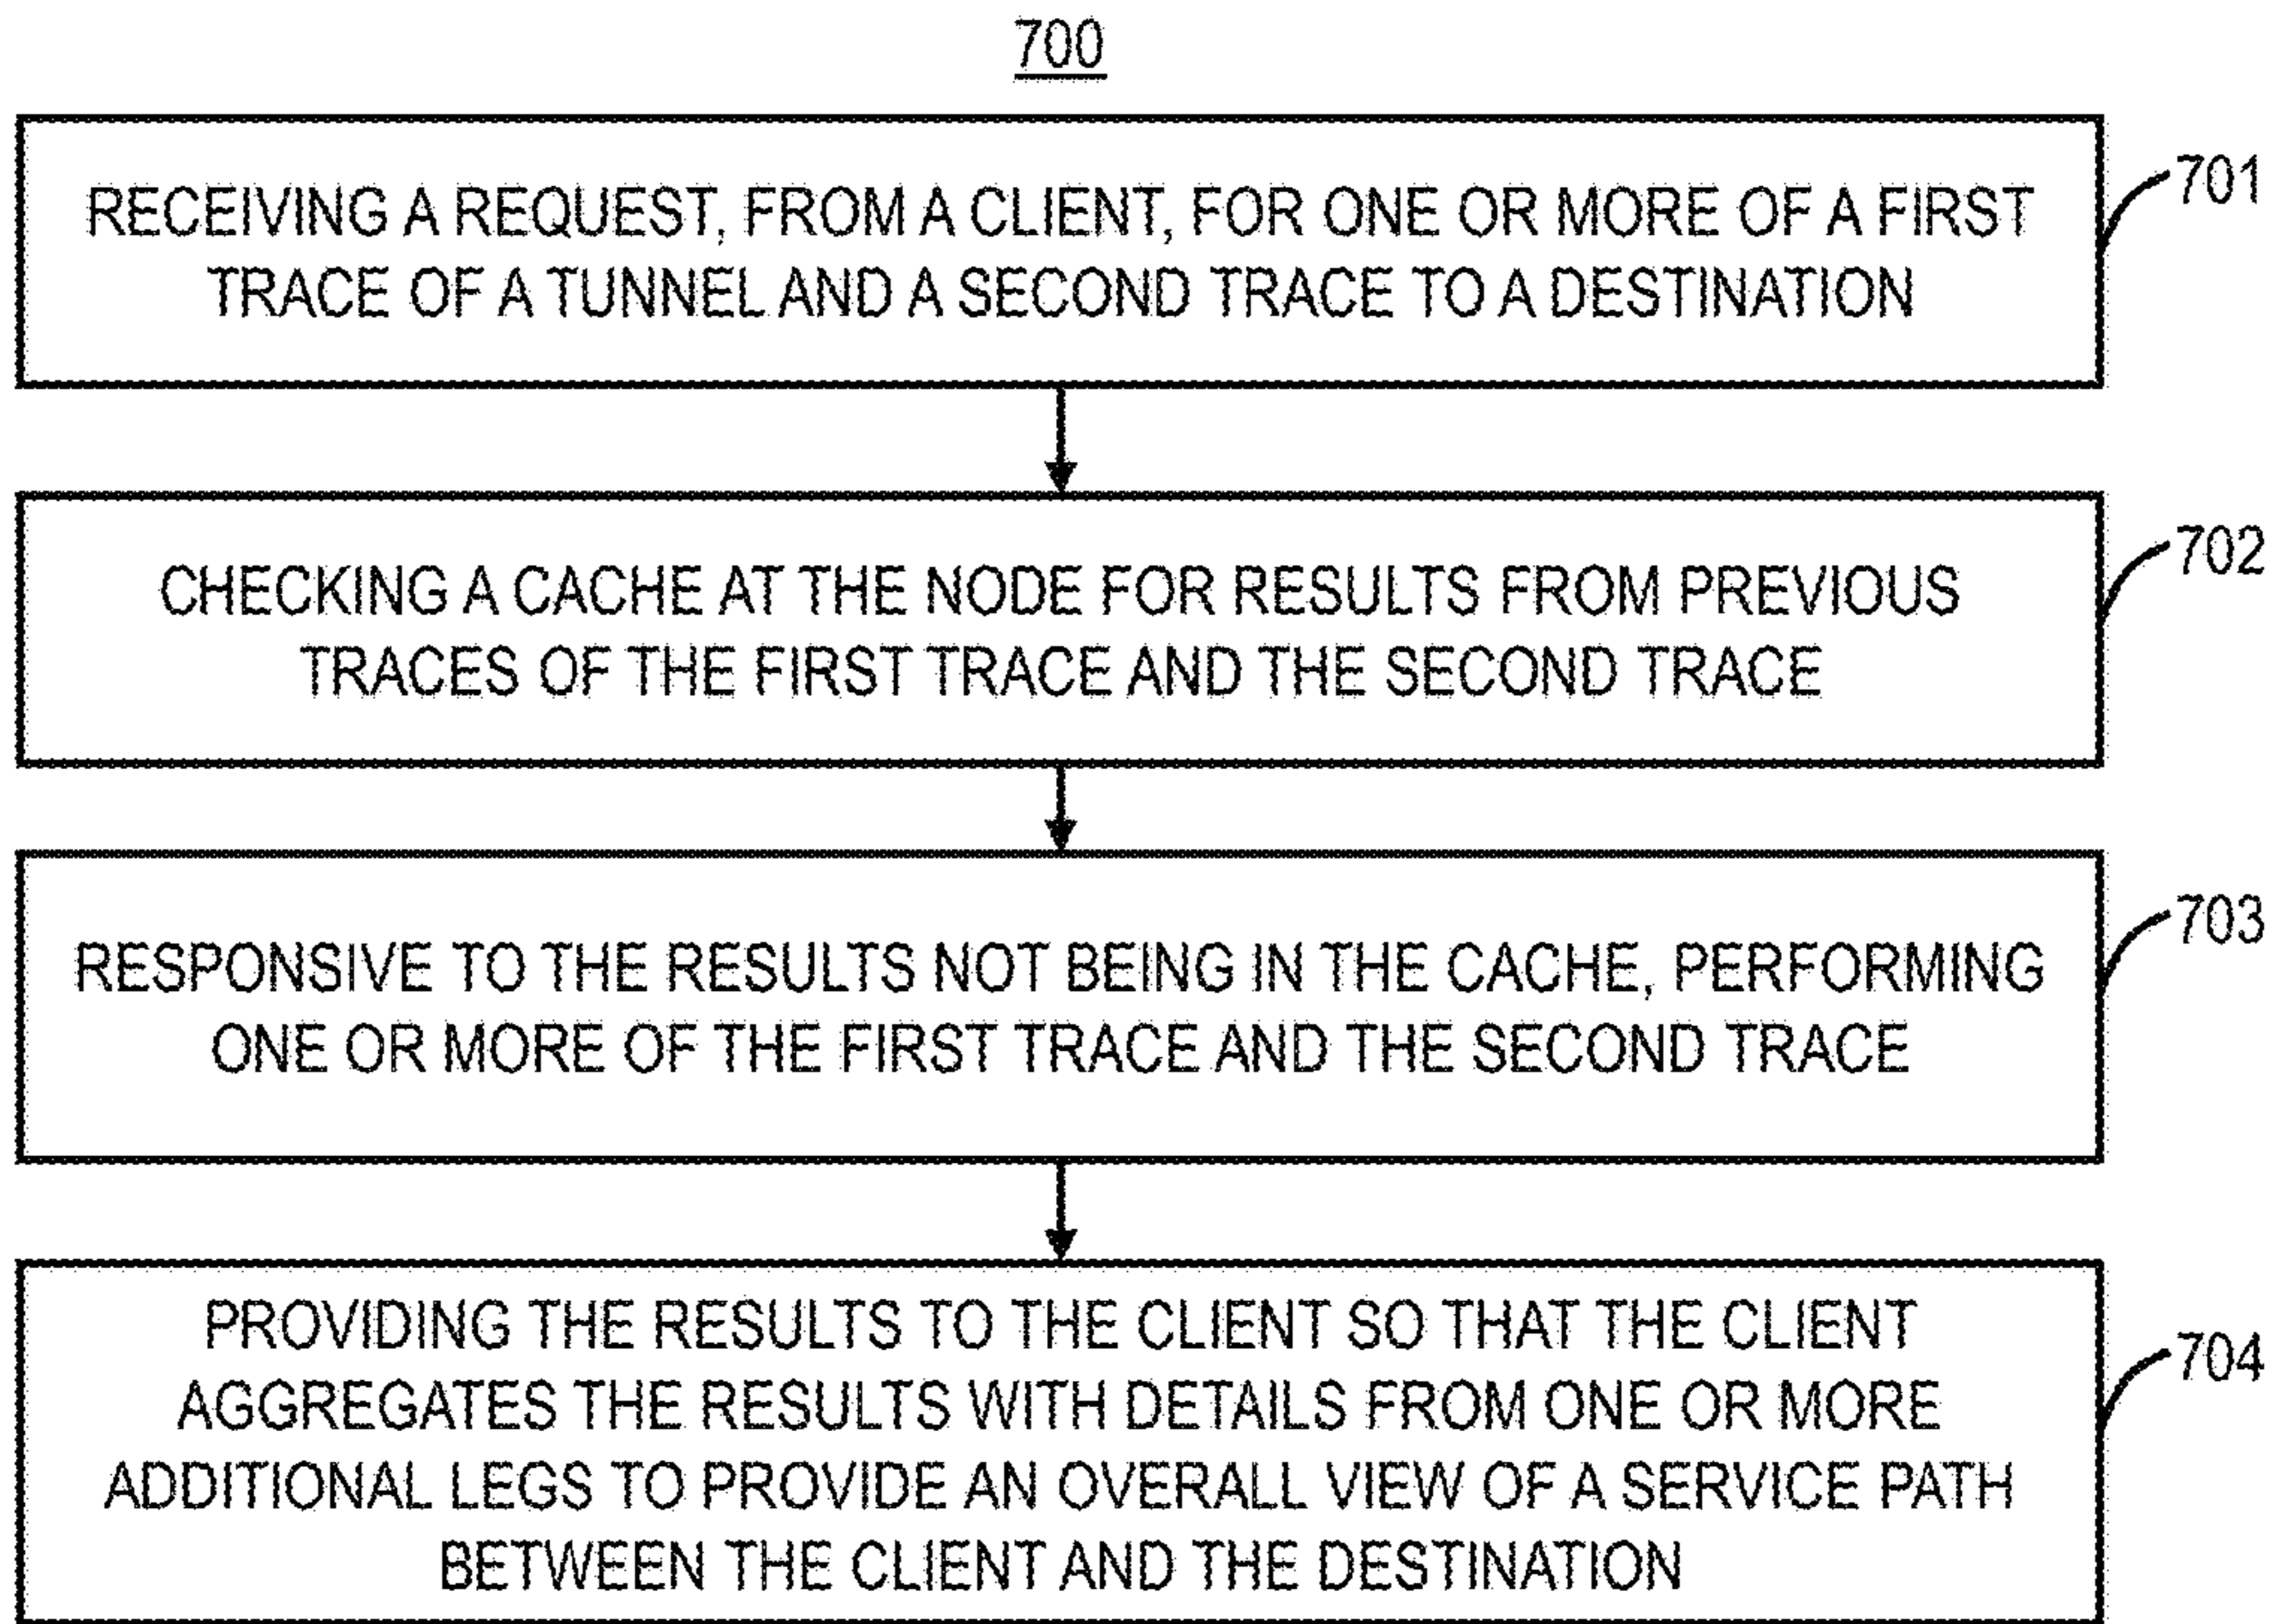 700
RECEIVING A REQUEST, FROM A CLIENT, FOR ONE OR MORE OF A FIRST
TRACE OF A TUNNEL AND A SECOND TRACE TO A DESTINATION
701
CHECKING A CACHE AT THE NODE FOR RESULTS FROM PREVIOUS
TRACES OF THE FIRST TRACE AND THE SECOND TRACE
702
RESPONSIVE TO THE RESULTS NOT BEING IN THE CACHE, PERFORMING
ONE OR MORE OF THE FIRST TRACE AND THE SECOND TRACE
703
PROVIDING THE RESULTS TO THE CLIENT SO THAT THE CLIENT
AGGREGATES THE RESULTS WITH DETAILS FROM ONE OR MORE
ADDITIONAL LEGS TO PROVIDE AN OVERALL VIEW OF A SERVICE PATH
BETWEEN THE CLIENT AND THE DESTINATION
704